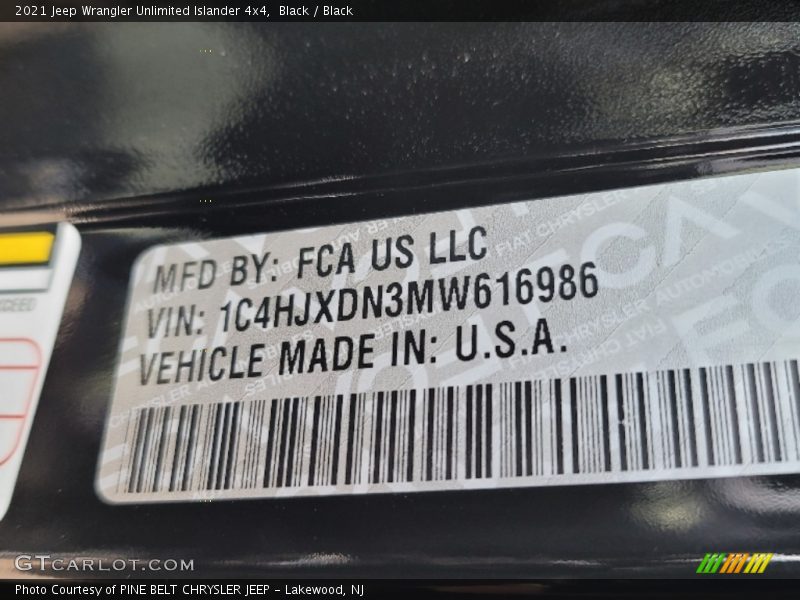 2021 Jeep Wrangler Unlimited Islander 4x4, Black / Black
MFD BY: FCA US LLC
VIN: 1C4HJXDN3MW616986
VEHICLE MADE IN: U.S.A.
GTCARLOT.COM
Photo Courtesy of PINE BELT CHRYSLER JEEP - Lakewood, NJ